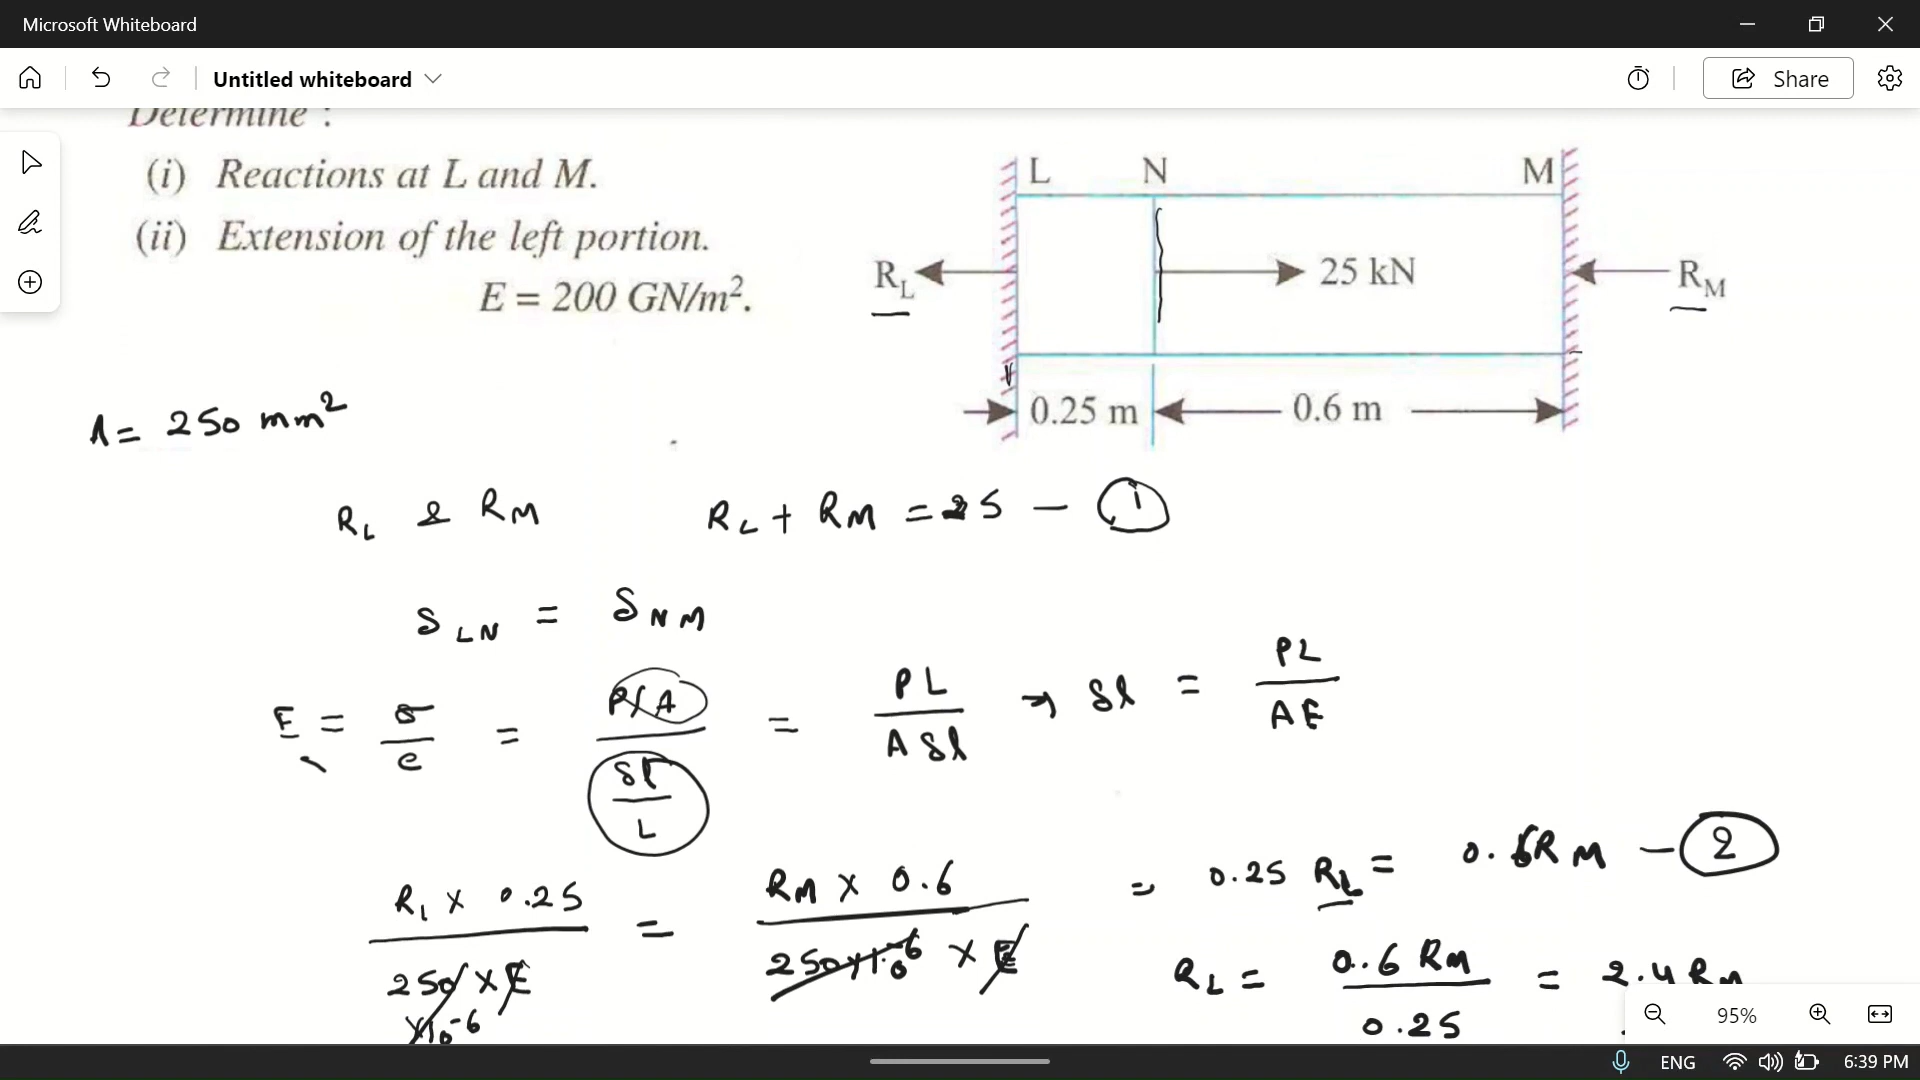 Microsoft Whiteboard
Untitled whiteboard
Share
Determine :
(i) Reactions at L and M.
(ii) Extension of the left portion.
E = 200 GN/m².
L N M
R_L 25 kN R_M
0.25 m 0.6 m
A = 250 mm²
R_L & R_M R_L + R_M = 25 — ①
δ_LN = δ_NM
E = σ/e = (P/A)/(δl/L) = PL/(A δl) → δl = PL/(AE)
(R_L × 0.25)/(250 × 10⁻⁶ × E) = (R_M × 0.6)/(250 × 10⁻⁶ × E) = 0.25 R_L = 0.6 R_M — ②
R_L = 0.6 R_M/0.25 = 2.4 R_M
95%
ENG 6:39 PM